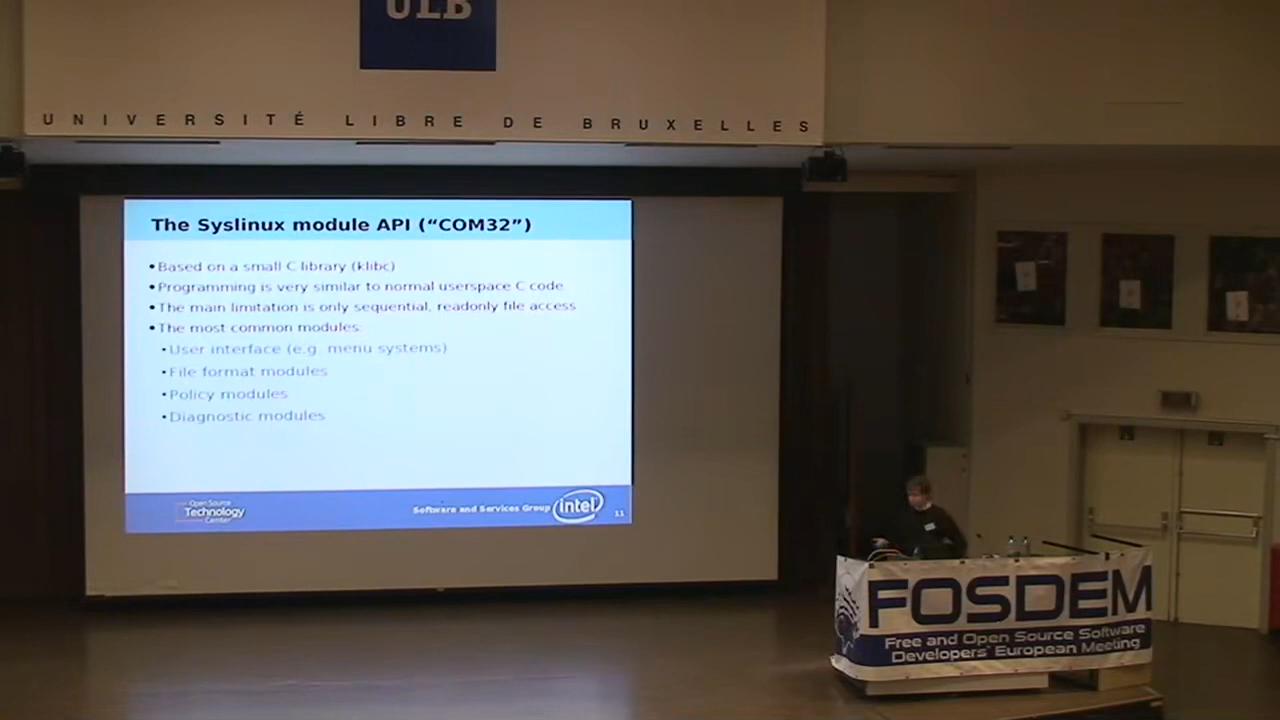 ULB
UNIVERSITÉ LIBRE DE BRUXELLES
The Syslinux module API (“COM32”)
•Based on a small C library (klibc)
•Programming is very similar to normal userspace C code
•The main limitation is only sequential, readonly file access
•The most common modules:
•User interface (e.g. menu systems)
•File format modules
•Policy modules
•Diagnostic modules
Open Source
Technology
Center
Software and Services Group
intel
11
FOSDEM
Free and Open Source Software
Developers' European Meeting